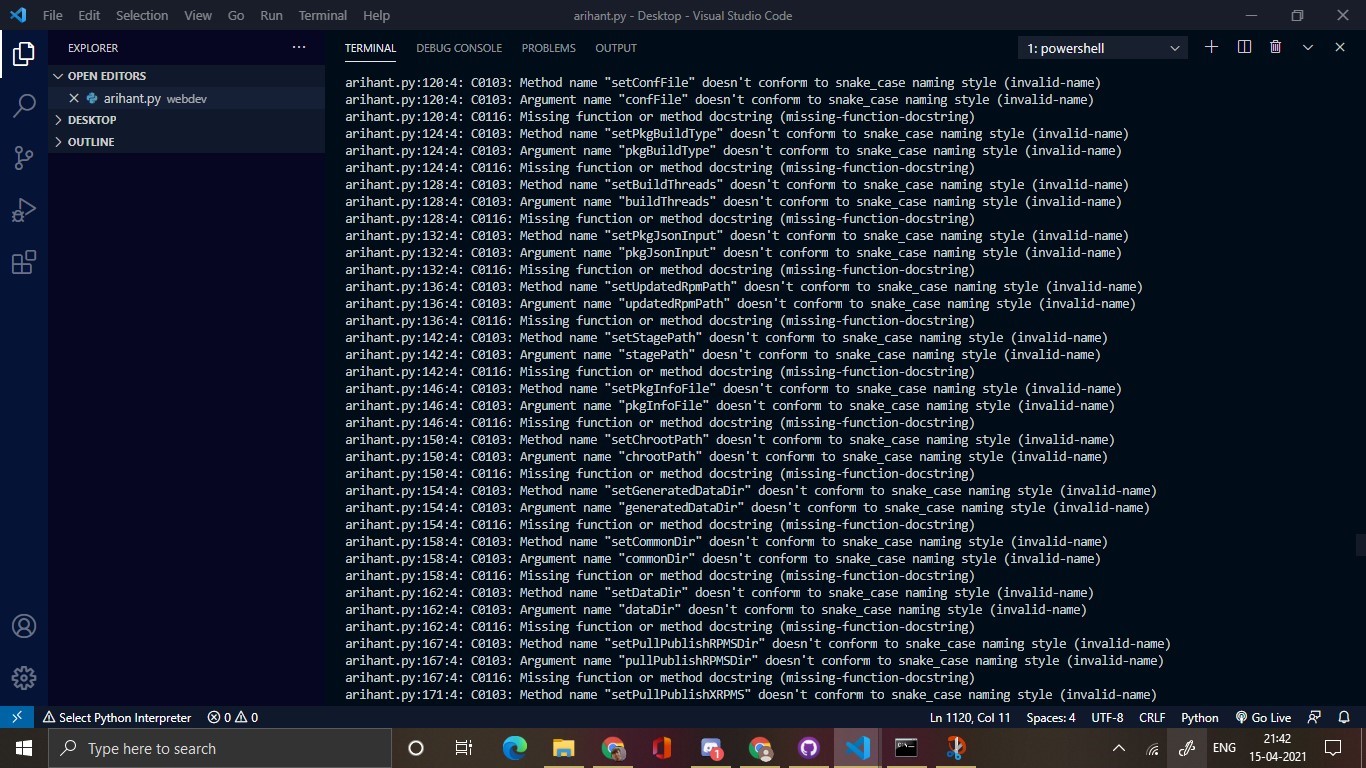 File Edit Selection View Go Run Terminal Help
arihant.py - Desktop - Visual Studio Code
EXPLORER
OPEN EDITORS
arihant.py webdev
DESKTOP
OUTLINE
TERMINAL DEBUG CONSOLE PROBLEMS OUTPUT
1: powershell
arihant.py:120:4: C0103: Method name "setConfFile" doesn't conform to snake_case naming style (invalid-name)
arihant.py:120:4: C0103: Argument name "confFile" doesn't conform to snake_case naming style (invalid-name)
arihant.py:120:4: C0116: Missing function or method docstring (missing-function-docstring)
arihant.py:124:4: C0103: Method name "setPkgBuildType" doesn't conform to snake_case naming style (invalid-name)
arihant.py:124:4: C0103: Argument name "pkgBuildType" doesn't conform to snake_case naming style (invalid-name)
arihant.py:124:4: C0116: Missing function or method docstring (missing-function-docstring)
arihant.py:128:4: C0103: Method name "setBuildThreads" doesn't conform to snake_case naming style (invalid-name)
arihant.py:128:4: C0103: Argument name "buildThreads" doesn't conform to snake_case naming style (invalid-name)
arihant.py:128:4: C0116: Missing function or method docstring (missing-function-docstring)
arihant.py:132:4: C0103: Method name "setPkgJsonInput" doesn't conform to snake_case naming style (invalid-name)
arihant.py:132:4: C0103: Argument name "pkgJsonInput" doesn't conform to snake_case naming style (invalid-name)
arihant.py:132:4: C0116: Missing function or method docstring (missing-function-docstring)
arihant.py:136:4: C0103: Method name "setUpdatedRpmPath" doesn't conform to snake_case naming style (invalid-name)
arihant.py:136:4: C0103: Argument name "updatedRpmPath" doesn't conform to snake_case naming style (invalid-name)
arihant.py:136:4: C0116: Missing function or method docstring (missing-function-docstring)
arihant.py:142:4: C0103: Method name "setStagePath" doesn't conform to snake_case naming style (invalid-name)
arihant.py:142:4: C0103: Argument name "stagePath" doesn't conform to snake_case naming style (invalid-name)
arihant.py:142:4: C0116: Missing function or method docstring (missing-function-docstring)
arihant.py:146:4: C0103: Method name "setPkgInfoFile" doesn't conform to snake_case naming style (invalid-name)
arihant.py:146:4: C0103: Argument name "pkgInfoFile" doesn't conform to snake_case naming style (invalid-name)
arihant.py:146:4: C0116: Missing function or method docstring (missing-function-docstring)
arihant.py:150:4: C0103: Method name "setChrootPath" doesn't conform to snake_case naming style (invalid-name)
arihant.py:150:4: C0103: Argument name "chrootPath" doesn't conform to snake_case naming style (invalid-name)
arihant.py:150:4: C0116: Missing function or method docstring (missing-function-docstring)
arihant.py:154:4: C0103: Method name "setGeneratedDataDir" doesn't conform to snake_case naming style (invalid-name)
arihant.py:154:4: C0103: Argument name "generatedDataDir" doesn't conform to snake_case naming style (invalid-name)
arihant.py:154:4: C0116: Missing function or method docstring (missing-function-docstring)
arihant.py:158:4: C0103: Method name "setCommonDir" doesn't conform to snake_case naming style (invalid-name)
arihant.py:158:4: C0103: Argument name "commonDir" doesn't conform to snake_case naming style (invalid-name)
arihant.py:158:4: C0116: Missing function or method docstring (missing-function-docstring)
arihant.py:162:4: C0103: Method name "setDataDir" doesn't conform to snake_case naming style (invalid-name)
arihant.py:162:4: C0103: Argument name "dataDir" doesn't conform to snake_case naming style (invalid-name)
arihant.py:162:4: C0116: Missing function or method docstring (missing-function-docstring)
arihant.py:167:4: C0103: Method name "setPullPublishRPMSDir" doesn't conform to snake_case naming style (invalid-name)
arihant.py:167:4: C0103: Argument name "pullPublishRPMSDir" doesn't conform to snake_case naming style (invalid-name)
arihant.py:167:4: C0116: Missing function or method docstring (missing-function-docstring)
arihant.py:171:4: C0103: Method name "setPullPublishXRPMS" doesn't conform to snake_case naming style (invalid-name)
Select Python Interpreter 0 0 Ln 1120, Col 11 Spaces: 4 UTF-8 CRLF Python Go Live
Type here to search
1
ENG
21:42
15-04-2021